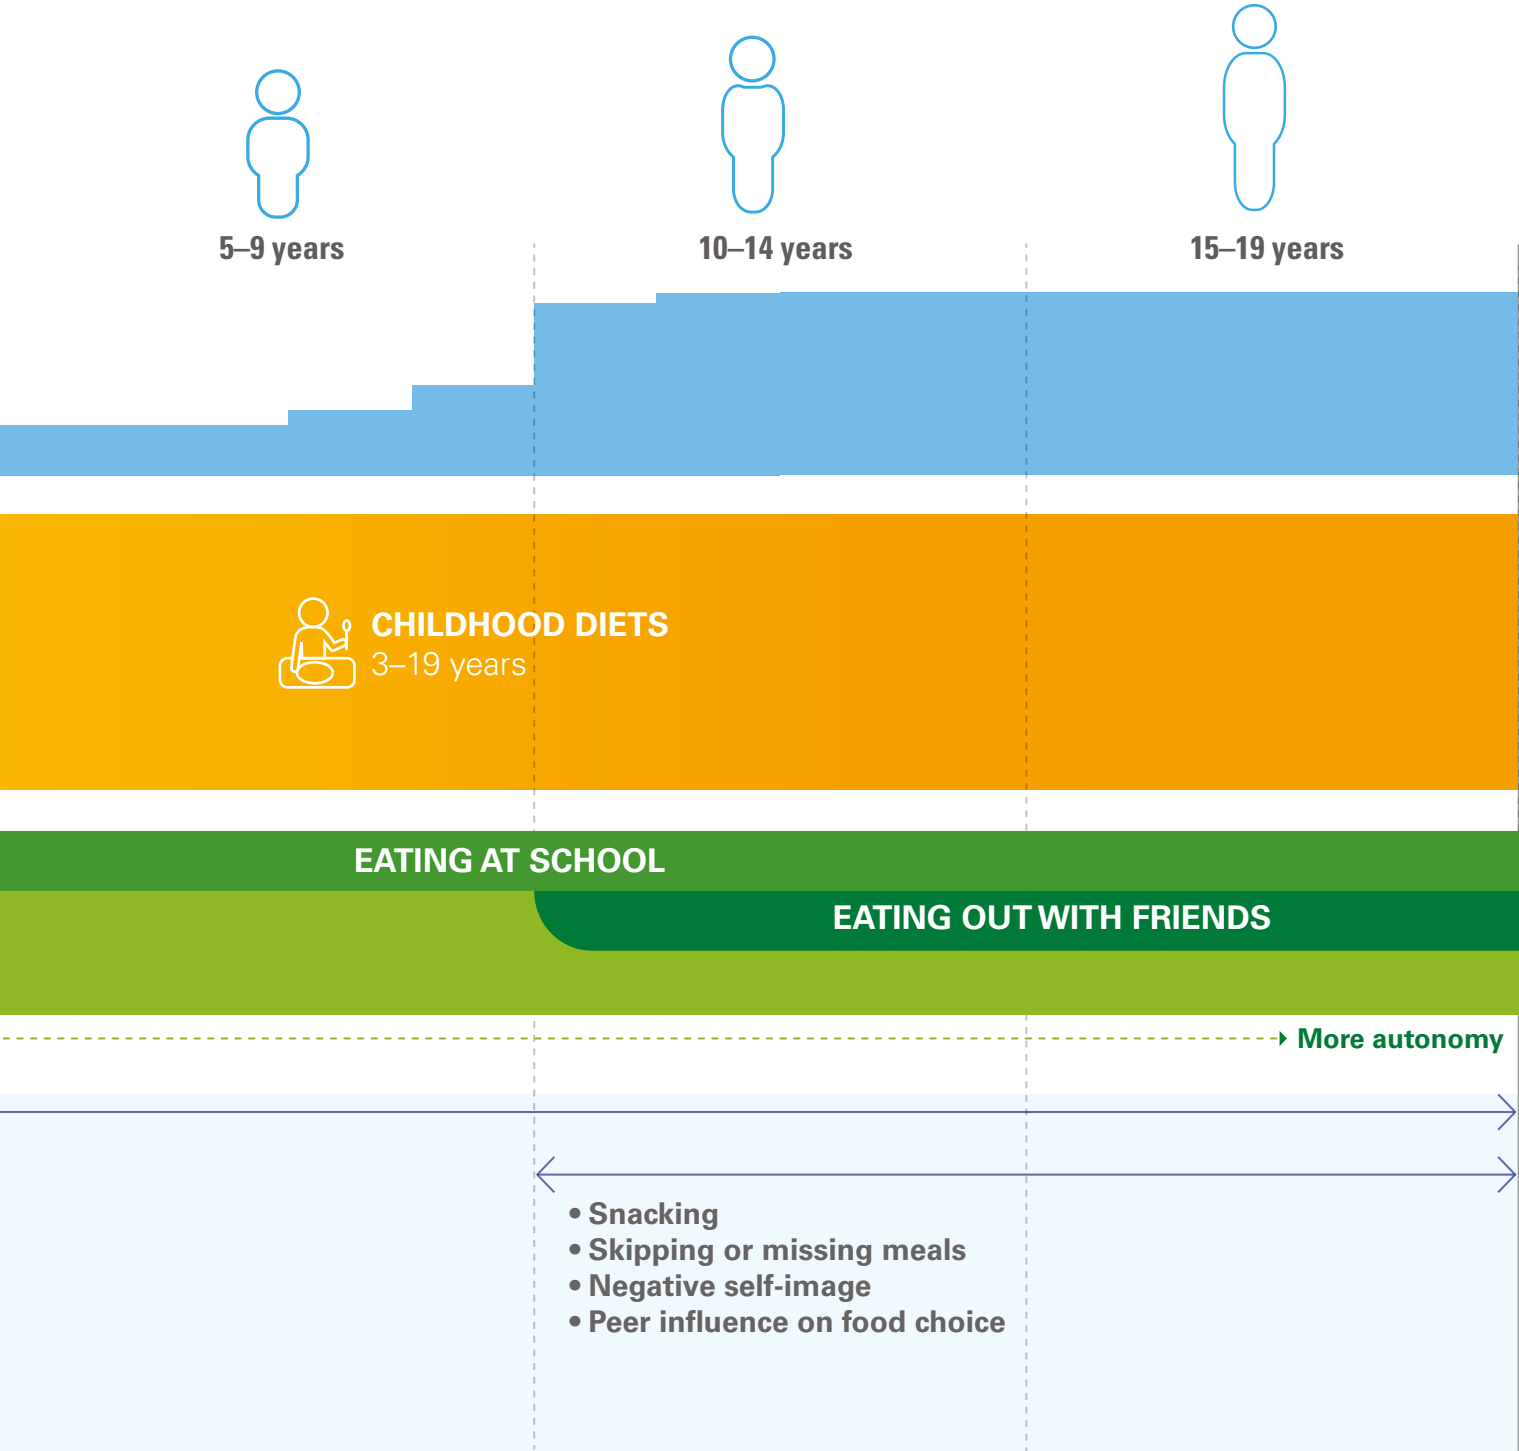 5–9 years
10–14 years
15–19 years
CHILDHOOD DIETS
3–19 years
EATING AT SCHOOL
EATING OUT WITH FRIENDS
More autonomy
• Snacking
• Skipping or missing meals
• Negative self-image
• Peer influence on food choice